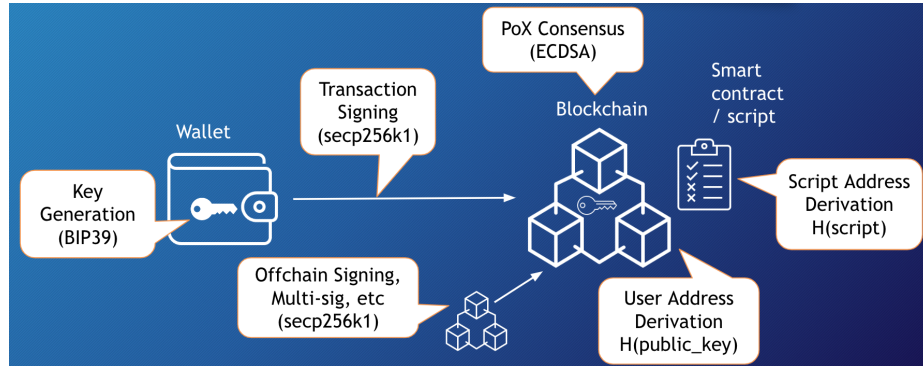 PoX Consensus
(ECDSA)
Transaction
Signing
(secp256k1)
Smart
contract
/ script
Wallet
Blockchain
Key
Generation
(BIP39)
Script Address
Derivation
H(script)
Offchain Signing,
Multi-sig, etc
(secp256k1)
User Address
Derivation
H(public_key)